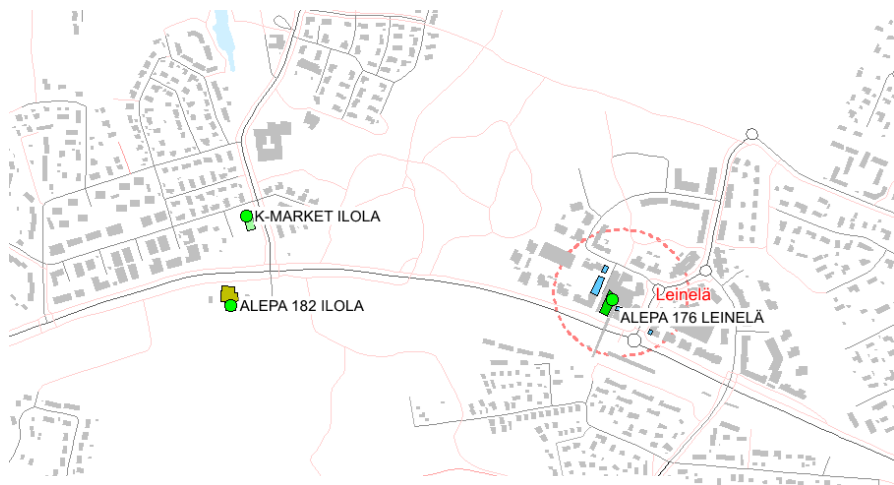 K-MARKET ILOLA
Leinelä
ALEPA 182 ILOLA
ALEPA 176 LEINELÄ